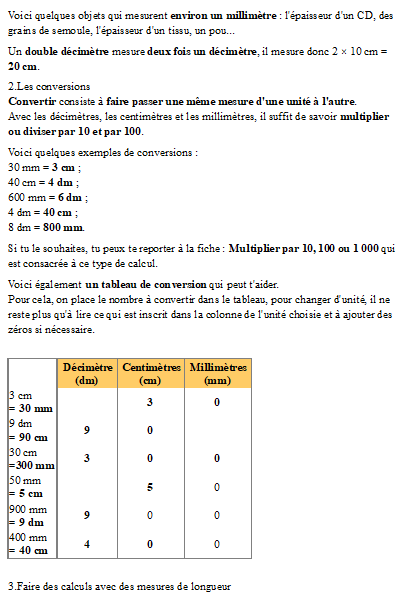 Voici quelques objets qui mesurent environ un millimètre : l'épaisseur d'un CD, des
grains de semoule, l'épaisseur d'un tissu, un pou...
Un double décimètre mesure deux fois un décimètre, il mesure donc 2 × 10 cm =
20 cm.
2.Les conversions
Convertir consiste à faire passer une même mesure d'une unité à l'autre.
Avec les décimètres, les centimètres et les millimètres, il suffit de savoir multiplier
ou diviser par 10 et par 100.
Voici quelques exemples de conversions :
30 mm = 3 cm ;
40 cm = 4 dm ;
600 mm = 6 dm ;
4 dm = 40 cm ;
8 dm = 800 mm.
Si tu le souhaites, tu peux te reporter à la fiche : Multiplier par 10, 100 ou 1 000 qui
est consacrée à ce type de calcul.
Voici également un tableau de conversion qui peut t'aider.
Pour cela, on place le nombre à convertir dans le tableau, pour changer d'unité, il ne
reste plus qu'à lire ce qui est inscrit dans la colonne de l'unité choisie et à ajouter des
zéros si nécessaire.
Décimètre Centimètres Millimètres
(dm) (cm) (mm)
3 cm
= 30 mm 3 0
9 dm
= 90 cm 9 0
30 cm
=300 mm 3 0 0
50 mm
= 5 cm 5 0
900 mm
= 9 dm 9 0 0
400 mm
= 40 cm 4 0 0
3.Faire des calculs avec des mesures de longueur